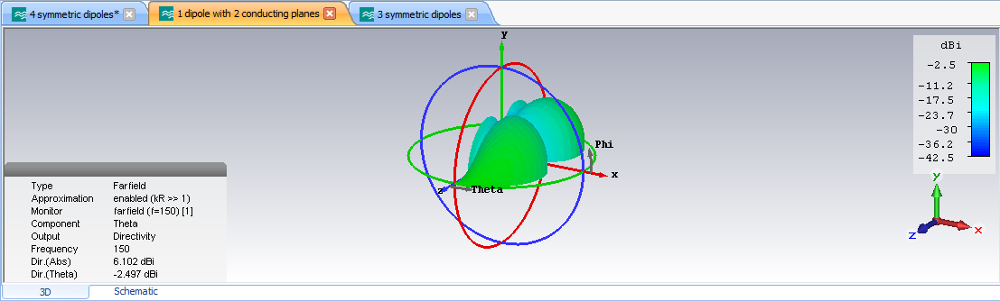 4 symmetric dipoles* 1 dipole with 2 conducting planes 3 symmetric dipoles
y
Phi
x
z Theta
dBi
-2.5
-11.2
-17.5
-23.7
-30
-36.2
-42.5
y
z x
Type Farfield
Approximation enabled (kR >> 1)
Monitor farfield (f=150) [1]
Component Theta
Output Directivity
Frequency 150
Dir.(Abs) 6.102 dBi
Dir.(Theta) -2.497 dBi
3D Schematic